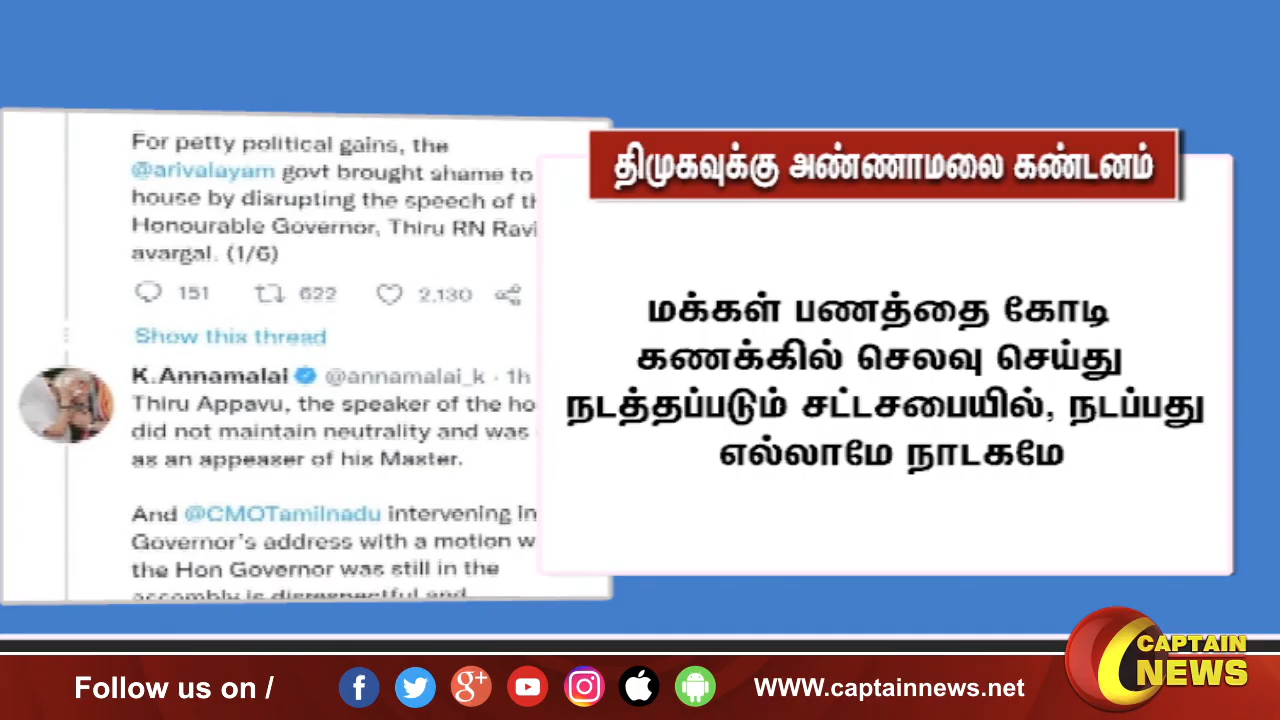 For petty political gains, the
@arivalayam govt brought shame to
house by disrupting the speech of
Honourable Governor, Thiru RN Ravi
avargal. (1/6)
151 622 2,130
Show this thread
K.Annamalai @annamalai_k · 1h
Thiru Appavu, the speaker of the
did not maintain neutrality and was
as an appeaser of his Master.
And @CMOTamilnadu intervening in
Governor's address with a motion
the Hon Governor was still in the
assembly is disrespectful and
திமுகவுக்கு அண்ணாமலை கண்டனம்
மக்கள் பணத்தை கோடி
கணக்கில் செலவு செய்து
நடத்தப்படும் சட்டசபையில், நடப்பது
எல்லாமே நாடகமே
CAPTAIN
NEWS
Follow us on /
WWW.captainnews.net